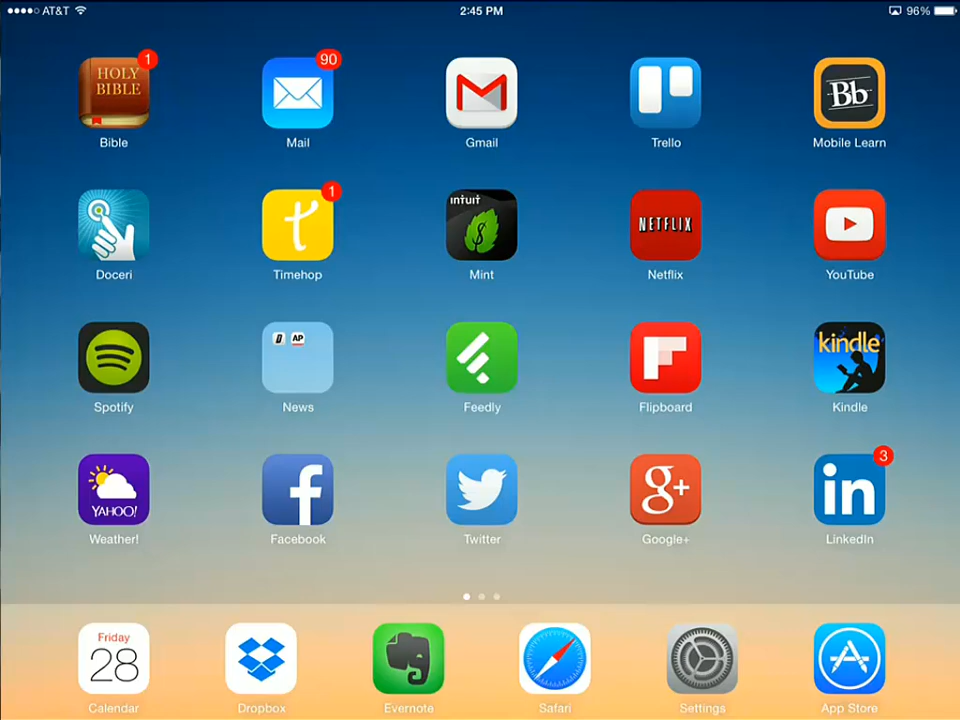 AT&T
2:45 PM
96%
1
90
HOLY
BIBLE
Bb
Bible
Mail
Gmail
Trello
Mobile Learn
1
t
intuit
$
NETFLIX
Doceri
Timehop
Mint
Netflix
YouTube
AP
F
kindle
Spotify
News
Feedly
Flipboard
Kindle
3
YAHOO!
f
g+
in
Weather!
Facebook
Twitter
Google+
LinkedIn
Friday
28
Calendar
Dropbox
Evernote
Safari
Settings
App Store